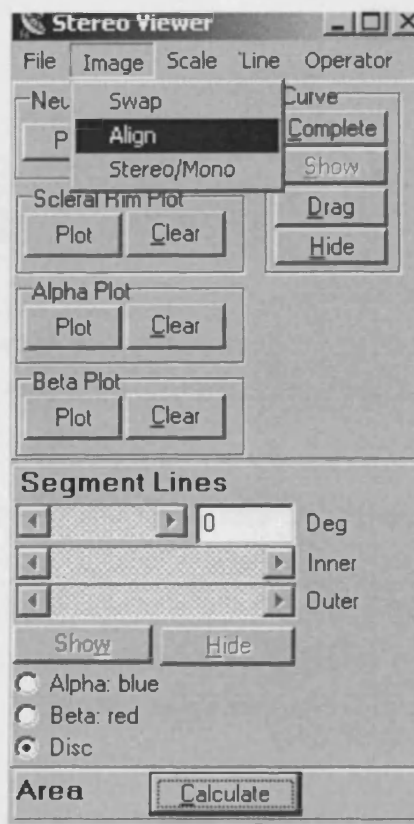 Stereo Viewer
File Image Scale Line Operator
Neu Swap Curve
P Align Complete
Stereo/Mono Show
Scleral Rim Plot Drag
Plot Clear Hide
Alpha Plot
Plot Clear
Beta Plot
Plot Clear
Segment Lines
0 Deg
Inner
Outer
Show Hide
Alpha: blue
Beta: red
Disc
Area Calculate